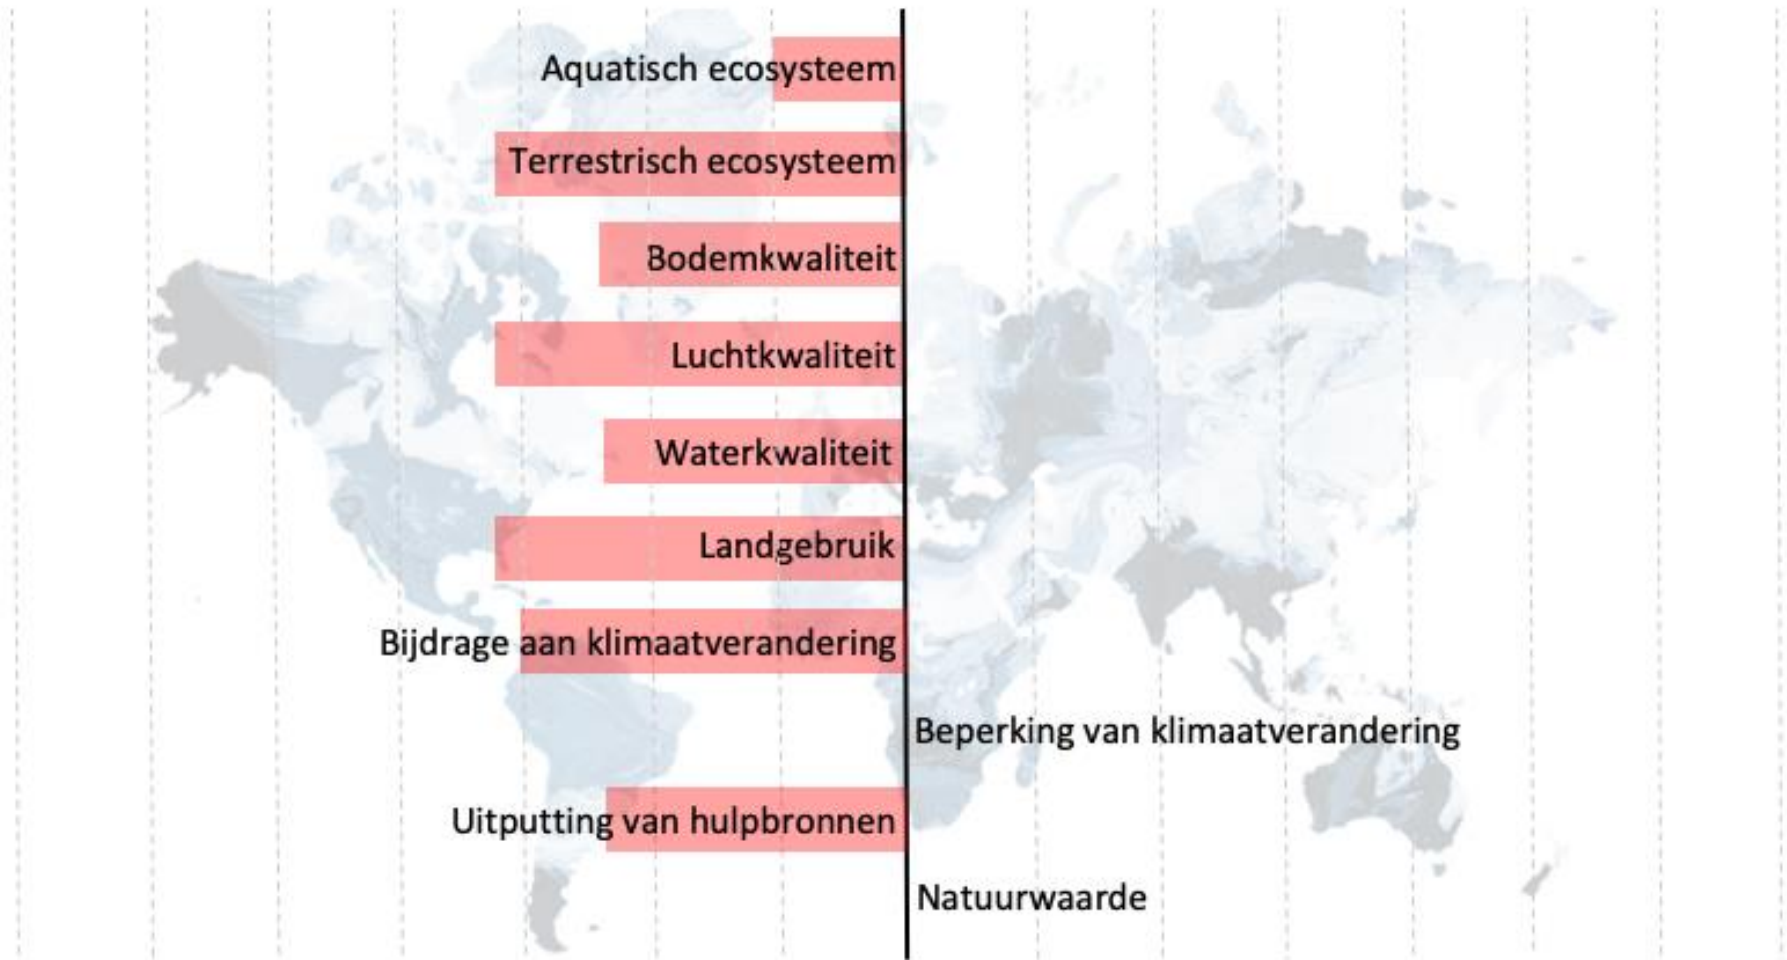 Aquatisch ecosysteem
Terrestrisch ecosysteem
Bodemkwaliteit
Luchtkwaliteit
Waterkwaliteit
Landgebruik
Bijdrage aan klimaatverandering
Beperking van klimaatverandering
Uitputting van hulpbronnen
Natuurwaarde